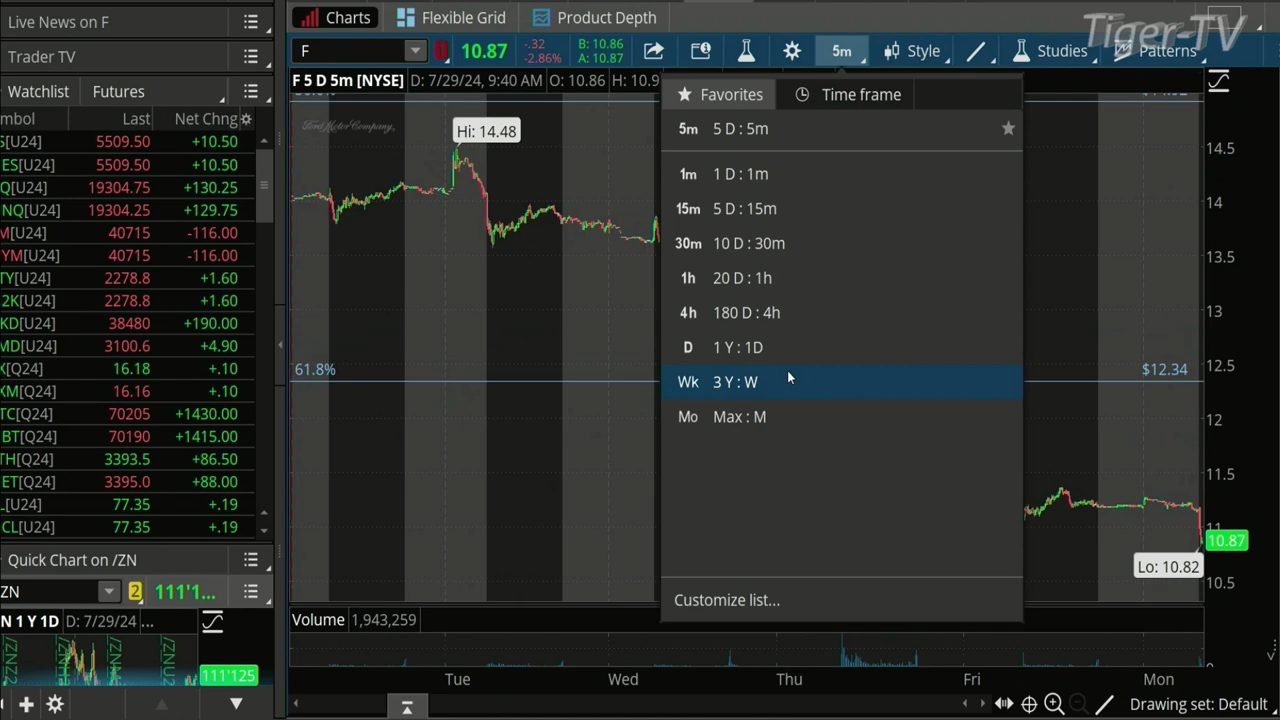 Live News on F
Trader TV
Watchlist Futures
mbol Last Net Chng
S[U24] 5509.50 +10.50
ES[U24] 5509.50 +10.50
Q[U24] 19304.75 +130.25
NQ[U24] 19304.25 +129.75
M[U24] 40715 -116.00
YM[U24] 40715 -116.00
TY[U24] 2278.8 +1.60
2K[U24] 2278.8 +1.60
KD[U24] 38480 +190.00
MD[U24] 3100.6 +4.90
K[Q24] 16.18 +.10
XM[Q24] 16.16 +.10
TC[Q24] 70205 +1430.00
BT[Q24] 70190 +1415.00
TH[Q24] 3393.5 +86.50
ET[Q24] 3395.0 +88.00
_[U24] 77.35 +.19
CL[U24] 77.35 +.19
Quick Chart on /ZN
ZN 2 111'1...
N 1 Y 1D D: 7/29/24 ...
111'125
Charts Flexible Grid Product Depth
Tiger-TV
F 10.87 -.32 -2.86% B: 10.86 A: 10.87 5m Style Studies Patterns
F 5 D 5m [NYSE] D: 7/29/24, 9:40 AM O: 10.86 H: 10.9
Ford Motor Company,
Hi: 14.48
Favorites Time frame
5m 5 D : 5m
1m 1 D : 1m
15m 5 D : 15m
30m 10 D : 30m
1h 20 D : 1h
4h 180 D : 4h
D 1 Y : 1D
Wk 3 Y : W
Mo Max : M
Customize list...
61.8% $12.34
14.5
14
13.5
13
12.5
12
11.5
11
10.87
10.5
Lo: 10.82
Volume 1,943,259
0
Tue Wed Thu Fri Mon
Drawing set: Default